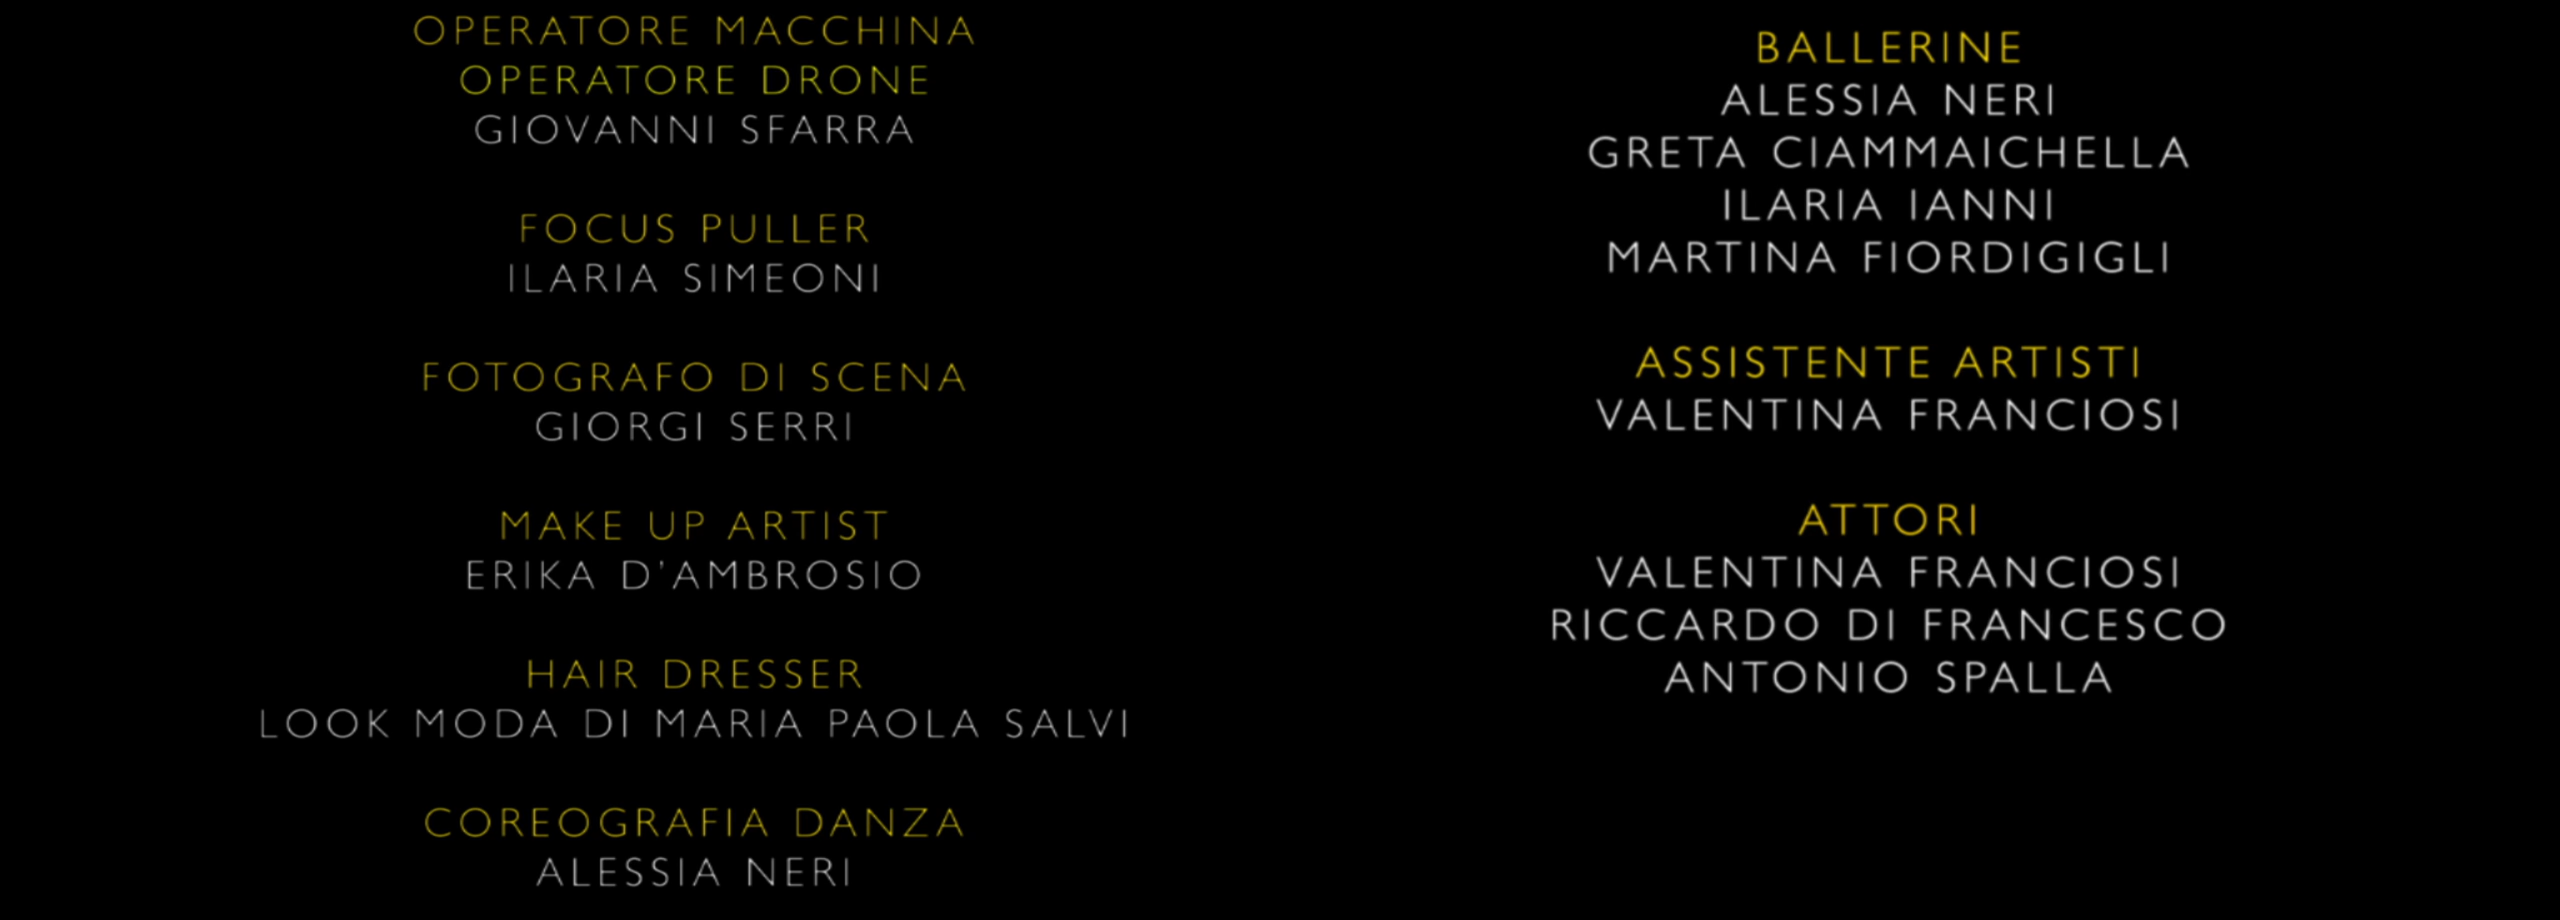 OPERATORE MACCHINA
OPERATORE DRONE
GIOVANNI SFARRA
FOCUS PULLER
ILARIA SIMEONI
FOTOGRAFO DI SCENA
GIORGI SERRI
MAKE UP ARTIST
ERIKA D'AMBROSIO
HAIR DRESSER
LOOK MODA DI MARIA PAOLA SALVI
COREOGRAFIA DANZA
ALESSIA NERI
BALLERINE
ALESSIA NERI
GRETA CIAMMAICHELLA
ILARIA IANNI
MARTINA FIORDIGIGLI
ASSISTENTE ARTISTI
VALENTINA FRANCIOSI
ATTORI
VALENTINA FRANCIOSI
RICCARDO DI FRANCESCO
ANTONIO SPALLA